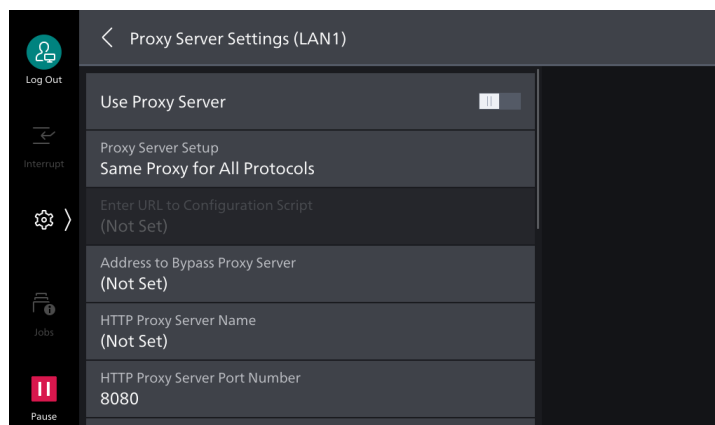 Proxy Server Settings (LAN1)
Log Out
Interrupt
Jobs
Pause
Use Proxy Server
Proxy Server Setup
Same Proxy for All Protocols
Enter URL to Configuration Script
(Not Set)
Address to Bypass Proxy Server
(Not Set)
HTTP Proxy Server Name
(Not Set)
HTTP Proxy Server Port Number
8080